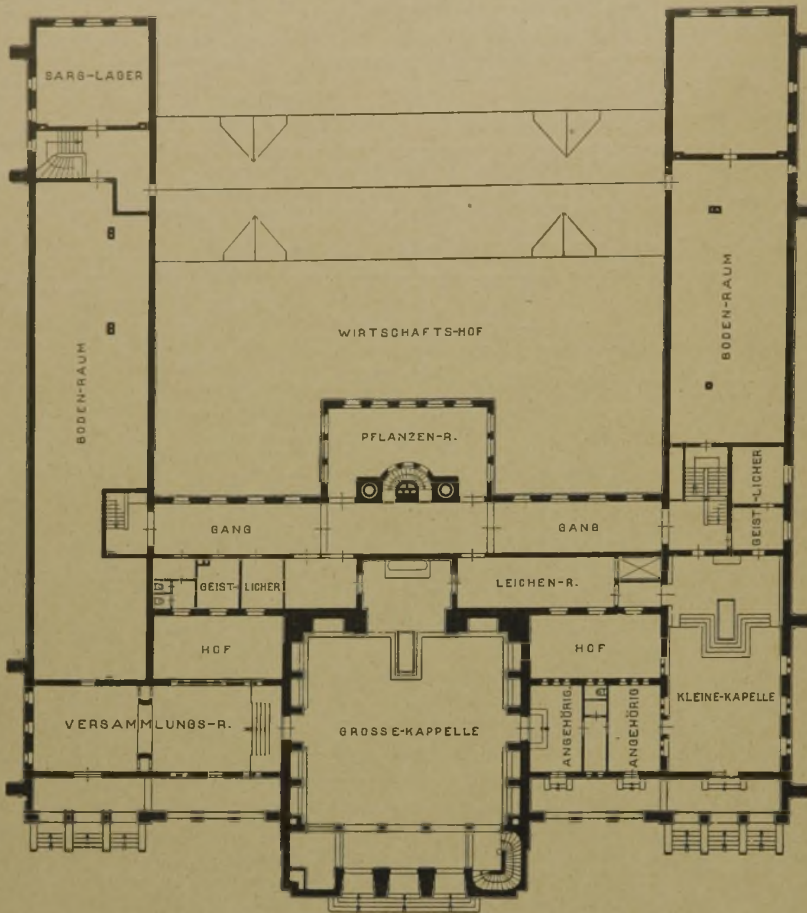 SARG-LAGER
BODEN-RAUM
WIRTSCHAFTS-HOF
BODEN-RAUM
PFLANZEN-R.
GANG
GANG
GEIST-LICHER
GEIST-LICHER
LEICHEN-R.
HOF
HOF
VERSAMMLUNGS-R.
GROSSE-KAPPELLE
ANGEHÖRIG.
ANGEHÖRIG
KLEINE-KAPELLE